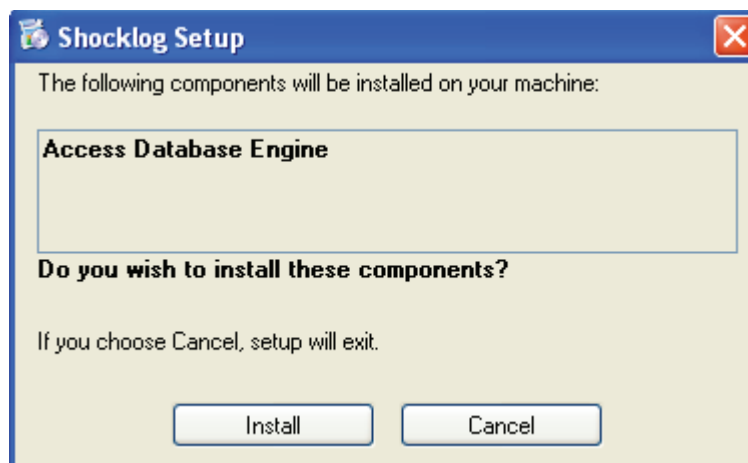 Shocklog Setup
The following components will be installed on your machine:
Access Database Engine
Do you wish to install these components?
If you choose Cancel, setup will exit.
Install
Cancel